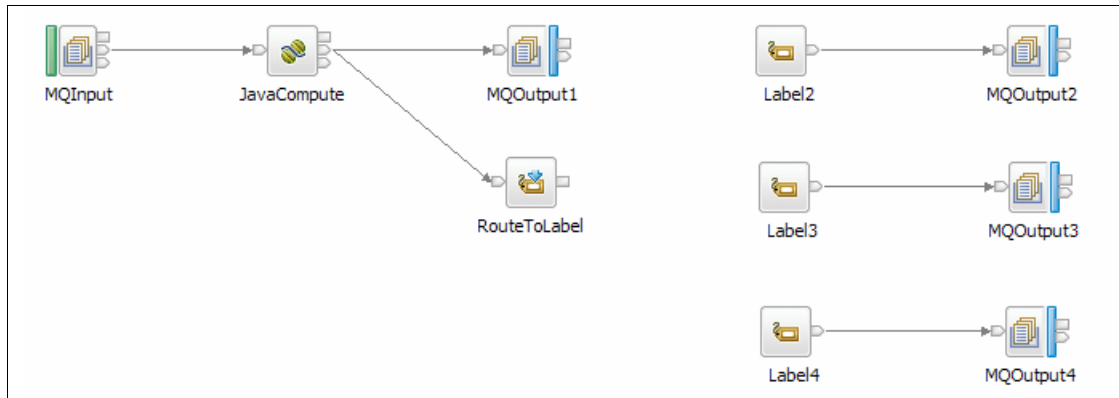 MQInput
JavaCompute
MQOutput1
Label2
MQOutput2
RouteToLabel
Label3
MQOutput3
Label4
MQOutput4